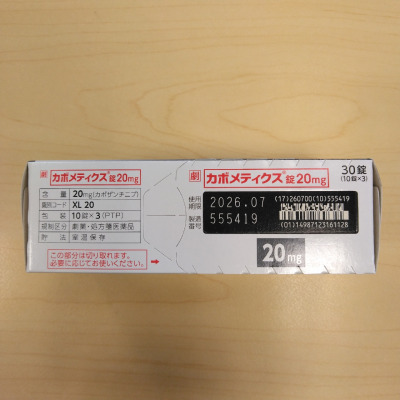 劇 カボメティクス®錠20mg
含 量 20mg(カボザンチニブ)
識別コード XL 20
包 装 10錠×3(PTP)
規制区分 劇薬・処方箋医薬品
貯 法 室温保存
この部分は切り取れます。
必要に応じてお使いください。
劇 カボメティクス®錠20mg
使用期限 2026.07
製造番号 555419
(17)260700(10)555419
(01)14987123161128
30錠
(10錠×3)
20mg